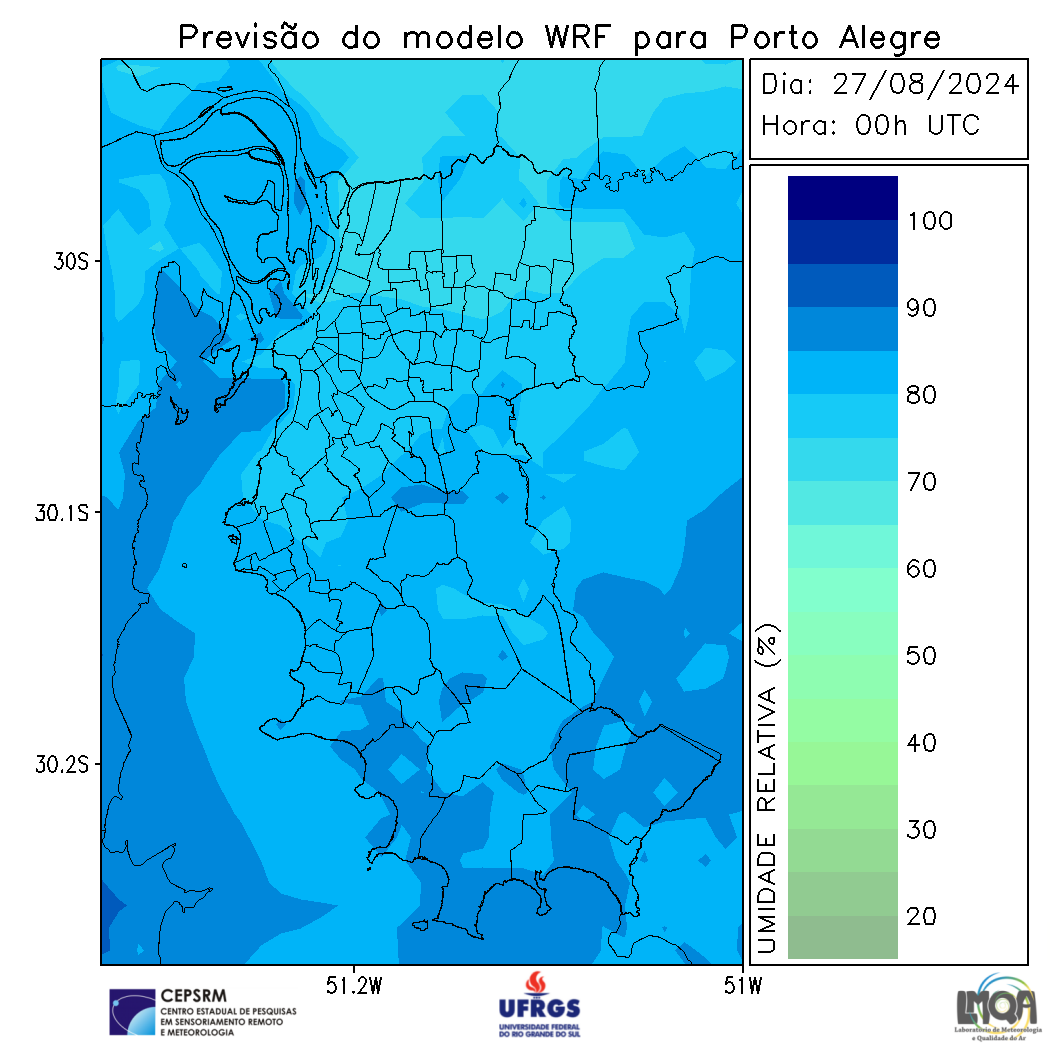 Previsão do modelo WRF para Porto Alegre
Dia: 27/08/2024
Hora: 00h UTC
30S
30.1S
30.2S
51.2W
51W
UMIDADE RELATIVA (%)
100
90
80
70
60
50
40
30
20
CEPSRM
CENTRO ESTADUAL DE PESQUISAS
EM SENSORIAMENTO REMOTO
E METEOROLOGIA
UFRGS
UNIVERSIDADE FEDERAL
DO RIO GRANDE DO SUL
LMQA
Laboratório de Meteorologia
e Qualidade do Ar